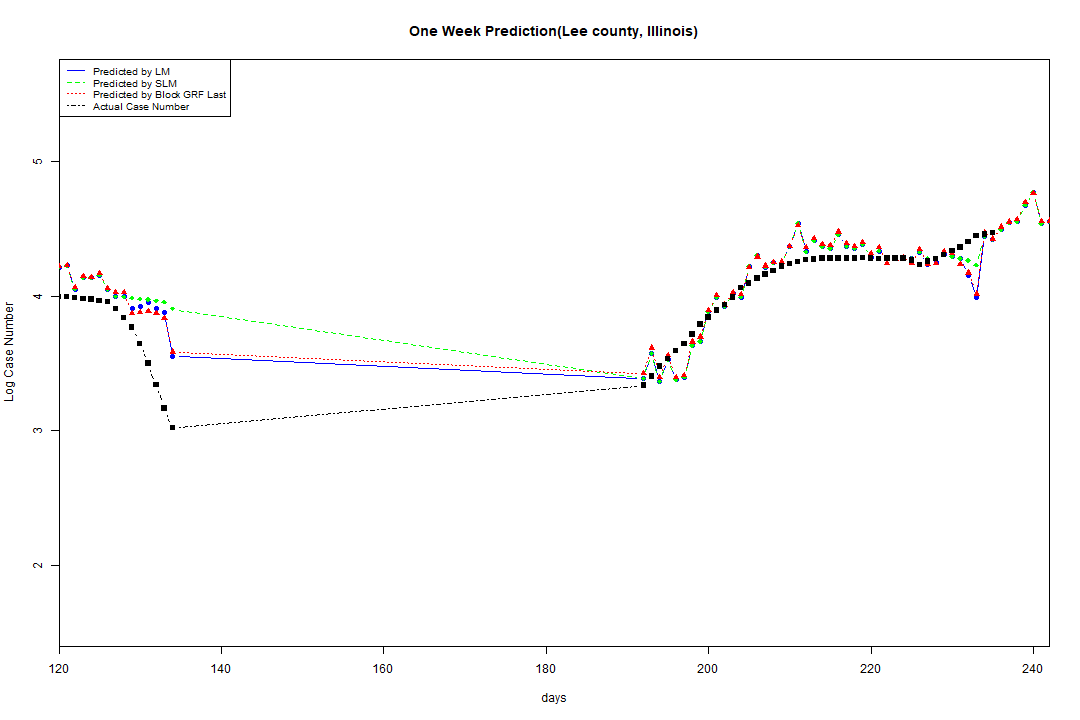 One Week Prediction(Lee county, Illinois)
Predicted by LM
Predicted by SLM
Predicted by Block GRF Last
Actual Case Number
5
4
3
2
Log Case Number
120 140 160 180 200 220 240
days